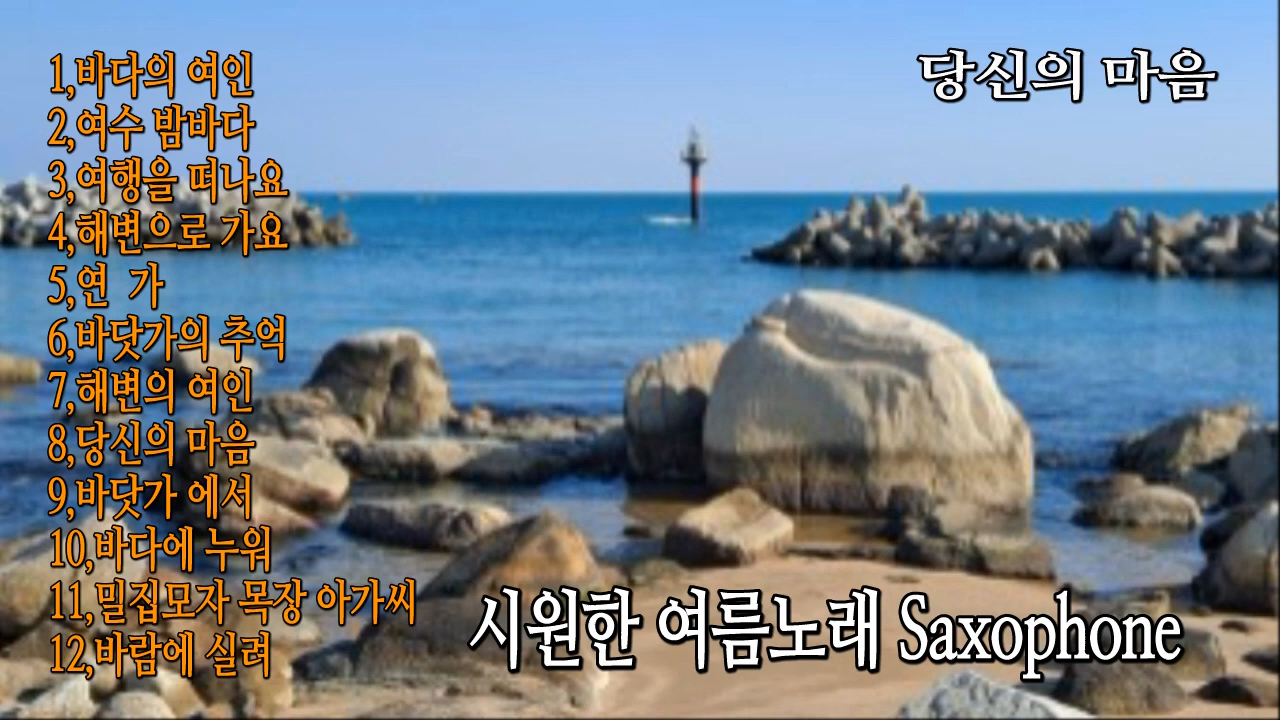 당신의 마음
1,바다의 여인
2,여수 밤바다
3,여행을 떠나요
4,해변으로 가요
5,연 가
6,바닷가의 추억
7,해변의 여인
8,당신의 마음
9,바닷가 에서
10,바다에 누워
11,밀집모자 목장 아가씨
12,바람에 실려
시원한 여름노래 Saxophone